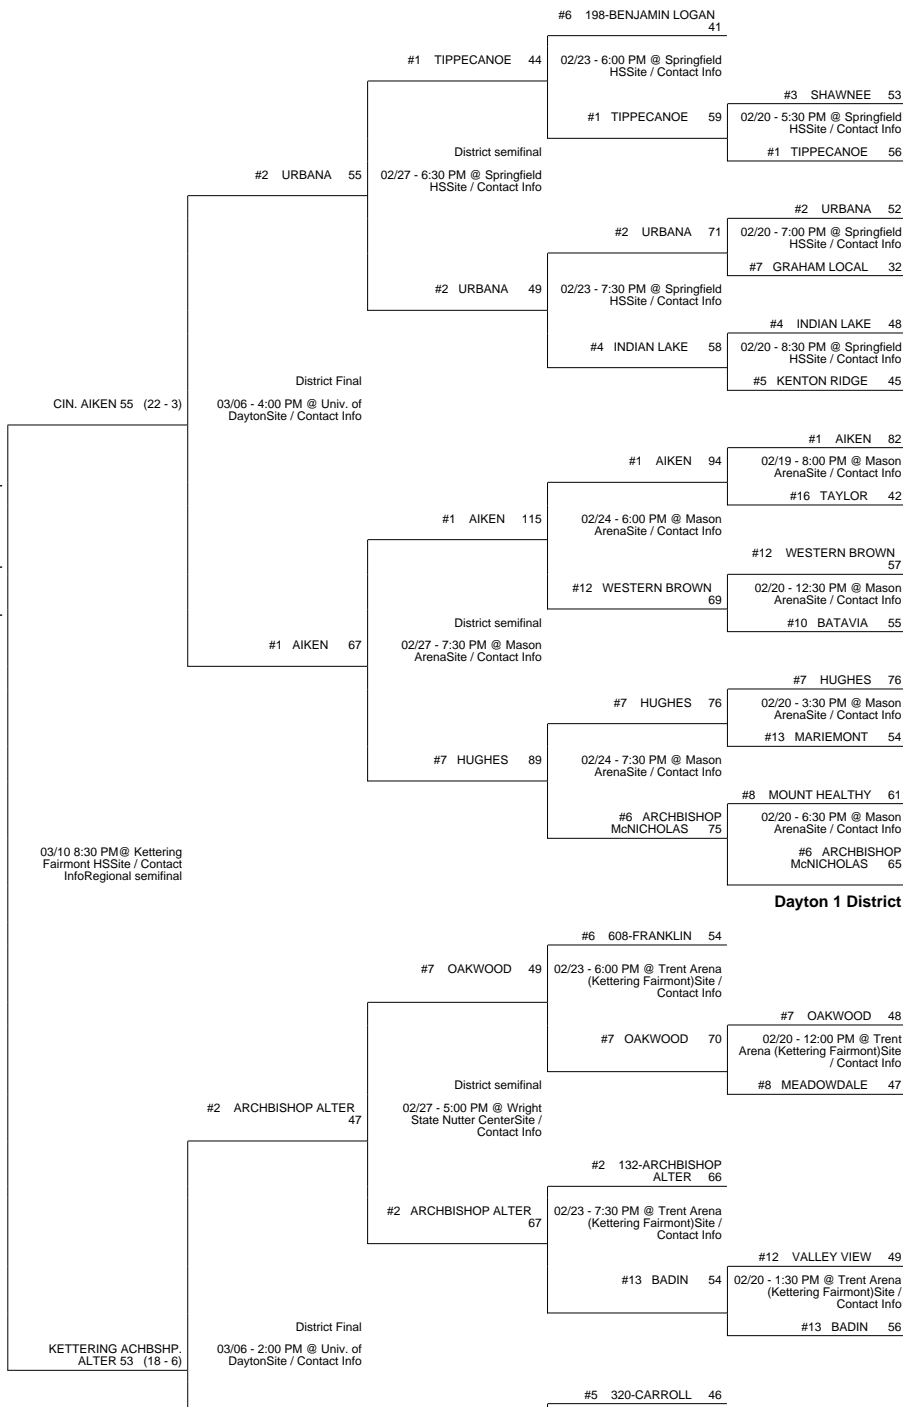 #6 198-BENJAMIN LOGAN
41
#1 TIPPECANOE 44
02/23 - 6:00 PM @ Springfield
HSSite / Contact Info
#3 SHAWNEE 53
#1 TIPPECANOE 59
02/20 - 5:30 PM @ Springfield
HSSite / Contact Info
District semifinal
#1 TIPPECANOE 56
#2 URBANA 55
02/27 - 6:30 PM @ Springfield
HSSite / Contact Info
#2 URBANA 52
#2 URBANA 71
02/20 - 7:00 PM @ Springfield
HSSite / Contact Info
#7 GRAHAM LOCAL 32
#2 URBANA 49
02/23 - 7:30 PM @ Springfield
HSSite / Contact Info
#4 INDIAN LAKE 48
#4 INDIAN LAKE 58
02/20 - 8:30 PM @ Springfield
HSSite / Contact Info
District Final
#5 KENTON RIDGE 45
CIN. AIKEN 55 (22 - 3)
03/06 - 4:00 PM @ Univ. of
DaytonSite / Contact Info
#1 AIKEN 82
#1 AIKEN 94
02/19 - 8:00 PM @ Mason
ArenaSite / Contact Info
#16 TAYLOR 42
#1 AIKEN 115
02/24 - 6:00 PM @ Mason
ArenaSite / Contact Info
#12 WESTERN BROWN
57
#12 WESTERN BROWN
69
02/20 - 12:30 PM @ Mason
ArenaSite / Contact Info
District semifinal
#10 BATAVIA 55
#1 AIKEN 67
02/27 - 7:30 PM @ Mason
ArenaSite / Contact Info
#7 HUGHES 76
#7 HUGHES 76
02/20 - 3:30 PM @ Mason
ArenaSite / Contact Info
#13 MARIEMONT 54
#7 HUGHES 89
02/24 - 7:30 PM @ Mason
ArenaSite / Contact Info
#8 MOUNT HEALTHY 61
#6 ARCHBISHOP
McNICHOLAS 75
02/20 - 6:30 PM @ Mason
ArenaSite / Contact Info
#6 ARCHBISHOP
McNICHOLAS 65
03/10 8:30 PM@ Kettering
Fairmont HSSite / Contact
InfoRegional semifinal
Dayton 1 District
#6 608-FRANKLIN 54
#7 OAKWOOD 49
02/23 - 6:00 PM @ Trent Arena
(Kettering Fairmont)Site /
Contact Info
#7 OAKWOOD 48
#7 OAKWOOD 70
02/20 - 12:00 PM @ Trent
Arena (Kettering Fairmont)Site
/ Contact Info
District semifinal
#8 MEADOWDALE 47
#2 ARCHBISHOP ALTER
47
02/27 - 5:00 PM @ Wright
State Nutter CenterSite /
Contact Info
#2 132-ARCHBISHOP
ALTER 66
#2 ARCHBISHOP ALTER
67
02/23 - 7:30 PM @ Trent Arena
(Kettering Fairmont)Site /
Contact Info
#12 VALLEY VIEW 49
#13 BADIN 54
02/20 - 1:30 PM @ Trent Arena
(Kettering Fairmont)Site /
Contact Info
District Final
#13 BADIN 56
KETTERING ACHBSHP.
ALTER 53 (18 - 6)
03/06 - 2:00 PM @ Univ. of
DaytonSite / Contact Info
#5 320-CARROLL 46